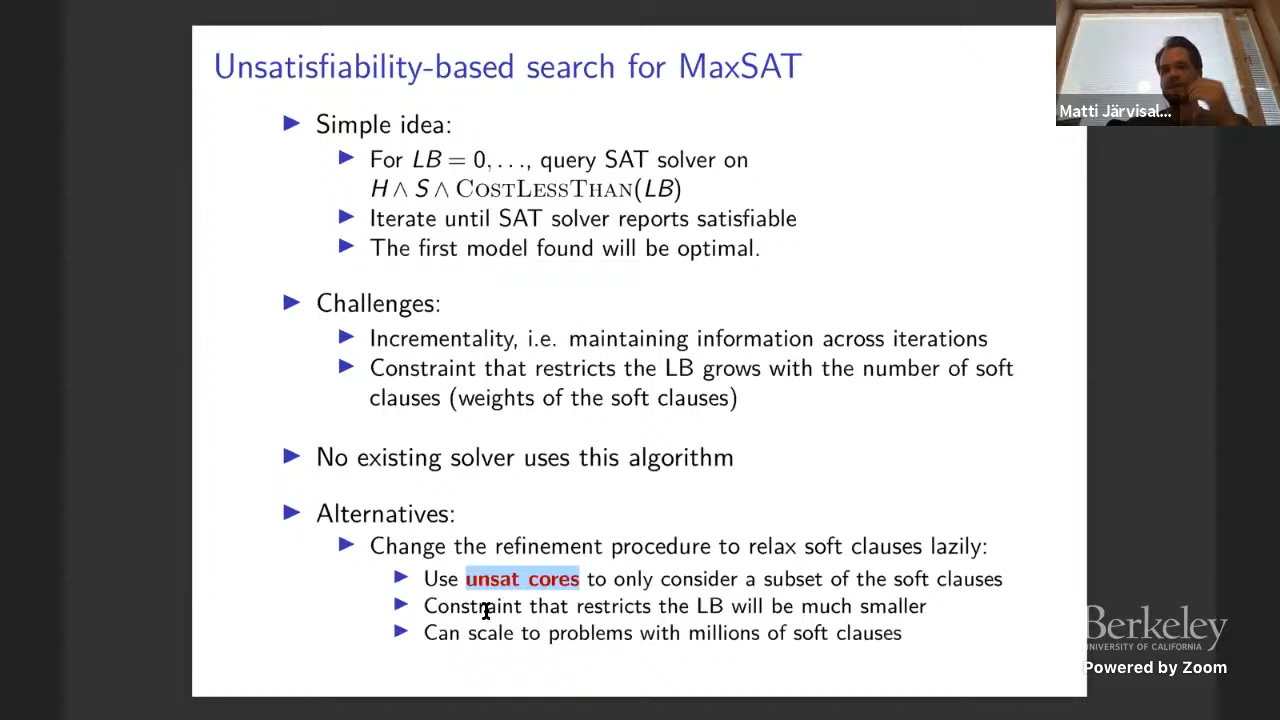 Unsatisfiability-based search for MaxSAT
Simple idea:
For LB = 0, . . ., query SAT solver on
H ∧ S ∧ COSTLESSTHAN(LB)
Iterate until SAT solver reports satisfiable
The first model found will be optimal.
Challenges:
Incrementality, i.e. maintaining information across iterations
Constraint that restricts the LB grows with the number of soft
clauses (weights of the soft clauses)
No existing solver uses this algorithm
Alternatives:
Change the refinement procedure to relax soft clauses lazily:
Use unsat cores to only consider a subset of the soft clauses
Constraint that restricts the LB will be much smaller
Can scale to problems with millions of soft clauses
Matti Järvisal...
Berkeley
UNIVERSITY OF CALIFORNIA
Powered by Zoom